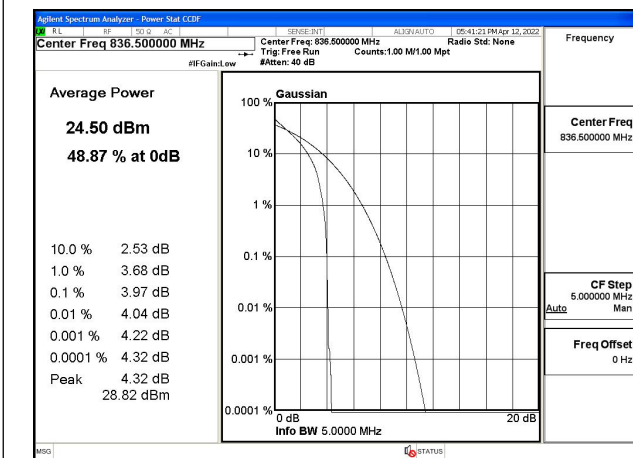 Agilent Spectrum Analyzer - Power Stat CCDF
LXI RL RF 50 Ω AC SENSE:INT ALIGN AUTO 05:41:21 PM Apr 12, 2022
Center Freq 836.500000 MHz
Center Freq: 836.500000 MHz Radio Std: None
Trig: Free Run Counts:1.00 M/1.00 Mpt
#IFGain:Low #Atten: 40 dB
Frequency
Average Power
24.50 dBm
48.87 % at 0dB
10.0 % 2.53 dB
1.0 % 3.68 dB
0.1 % 3.97 dB
0.01 % 4.04 dB
0.001 % 4.22 dB
0.0001 % 4.32 dB
Peak 4.32 dB
28.82 dBm
Gaussian
100 %
10 %
1 %
0.1 %
0.01 %
0.001 %
0.0001 %
0 dB 20 dB
Info BW 5.0000 MHz
Center Freq
836.500000 MHz
CF Step
5.000000 MHz
Auto Man
Freq Offset
0 Hz
MSG STATUS